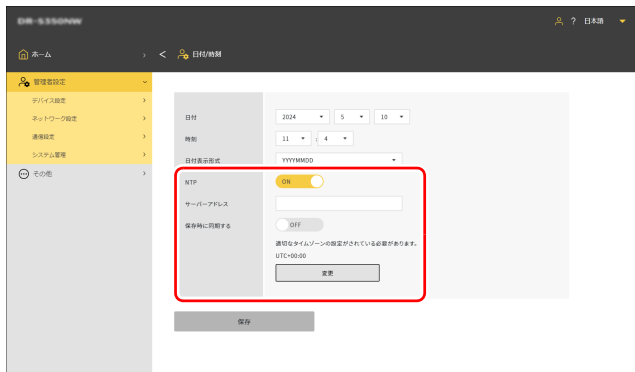 DR-S350NW
? 日本語
ホーム
日付/時刻
管理者設定
デバイス設定
ネットワーク設定
通信設定
システム管理
その他
日付 2024 5 10
時刻 11 : 4
日付表示形式 YYYYMMDD
NTP ON
サーバーアドレス
保存時に同期する OFF
適切なタイムゾーンの設定がされている必要があります。
UTC+00:00
変更
保存